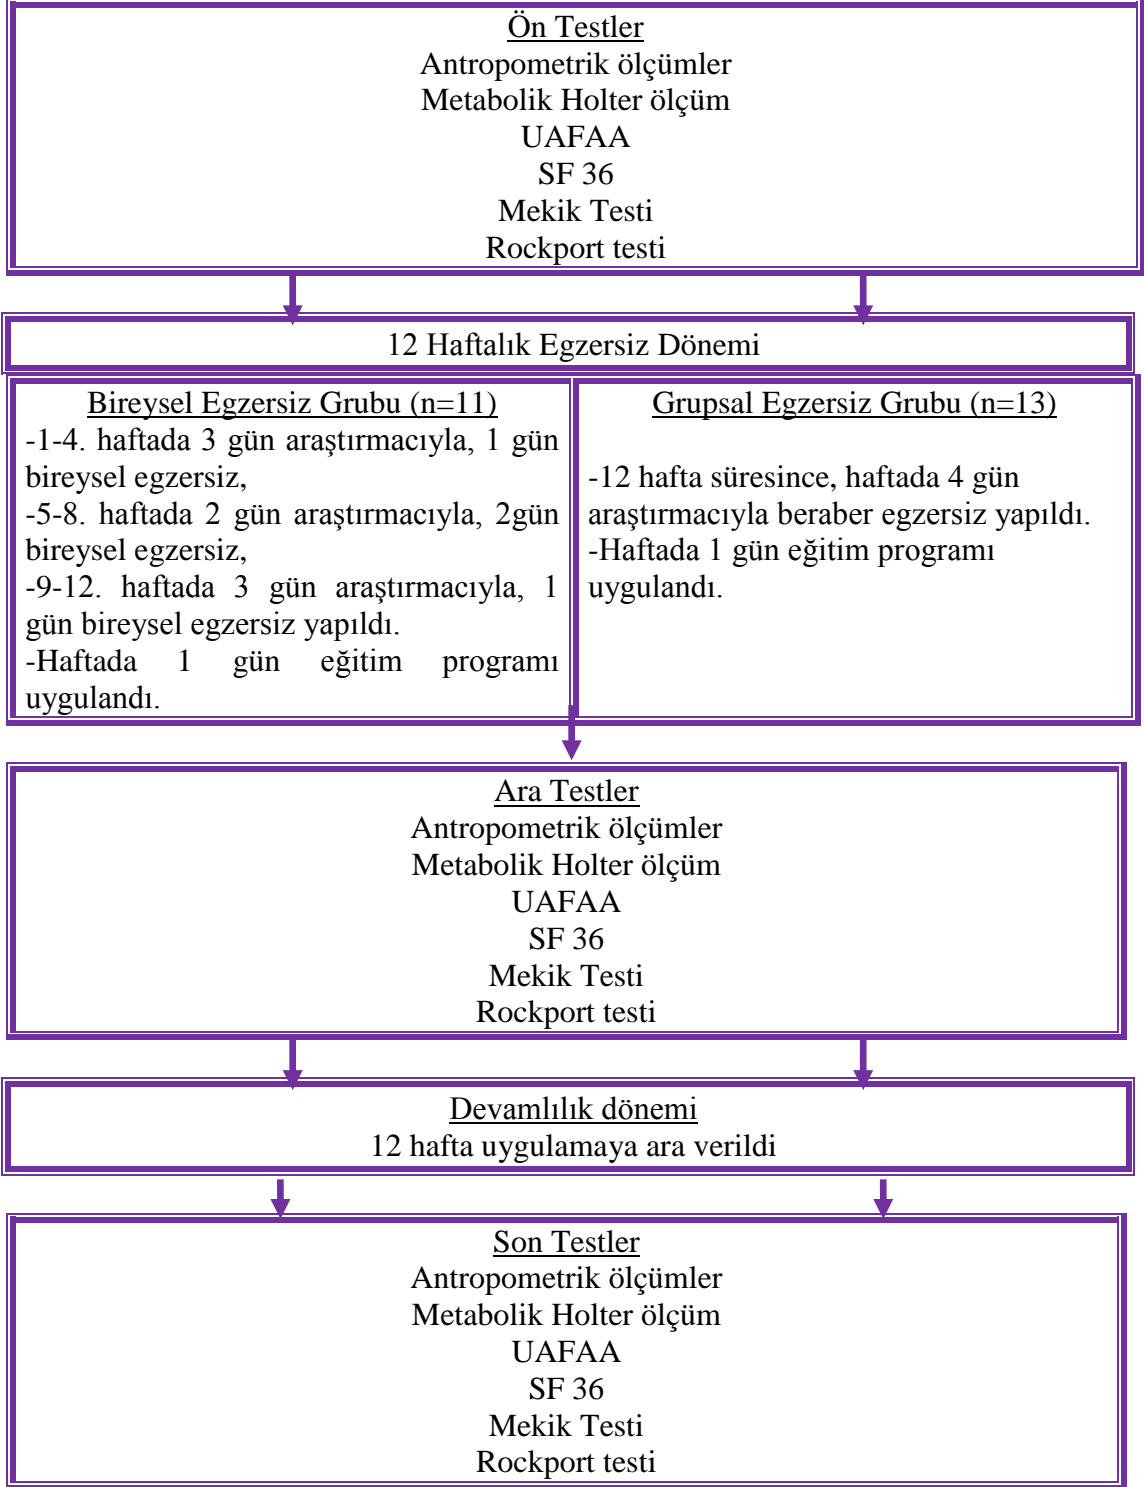 Ön Testler
Antropometrik ölçümler
Metabolik Holter ölçüm
UAFAA
SF 36
Mekik Testi
Rockport testi
12 Haftalık Egzersiz Dönemi
Bireysel Egzersiz Grubu (n=11)
-1-4. haftada 3 gün araştırmacıyla, 1 gün
bireysel egzersiz,
-5-8. haftada 2 gün araştırmacıyla, 2gün
bireysel egzersiz,
-9-12. haftada 3 gün araştırmacıyla, 1
gün bireysel egzersiz yapıldı.
-Haftada 1 gün eğitim programı
uygulandı.
Grupsal Egzersiz Grubu (n=13)
-12 hafta süresince, haftada 4 gün
araştırmacıyla beraber egzersiz yapıldı.
-Haftada 1 gün eğitim programı
uygulandı.
Ara Testler
Antropometrik ölçümler
Metabolik Holter ölçüm
UAFAA
SF 36
Mekik Testi
Rockport testi
Devamlılık dönemi
12 hafta uygulamaya ara verildi
Son Testler
Antropometrik ölçümler
Metabolik Holter ölçüm
UAFAA
SF 36
Mekik Testi
Rockport testi